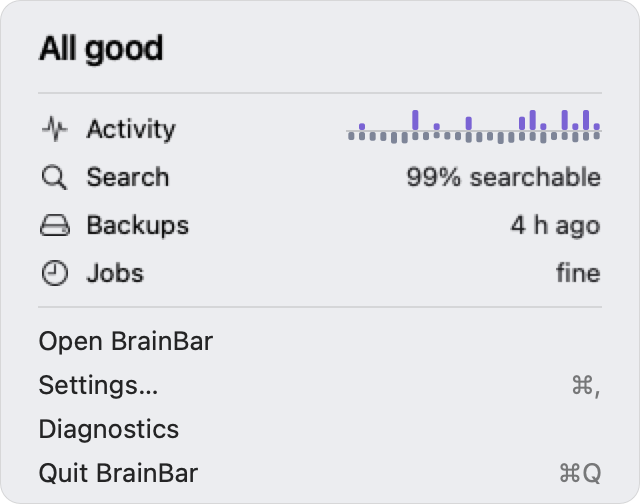 All good
Activity
Search 99% searchable
Backups 4 h ago
Jobs fine
Open BrainBar
Settings... ⌘,
Diagnostics
Quit BrainBar ⌘Q